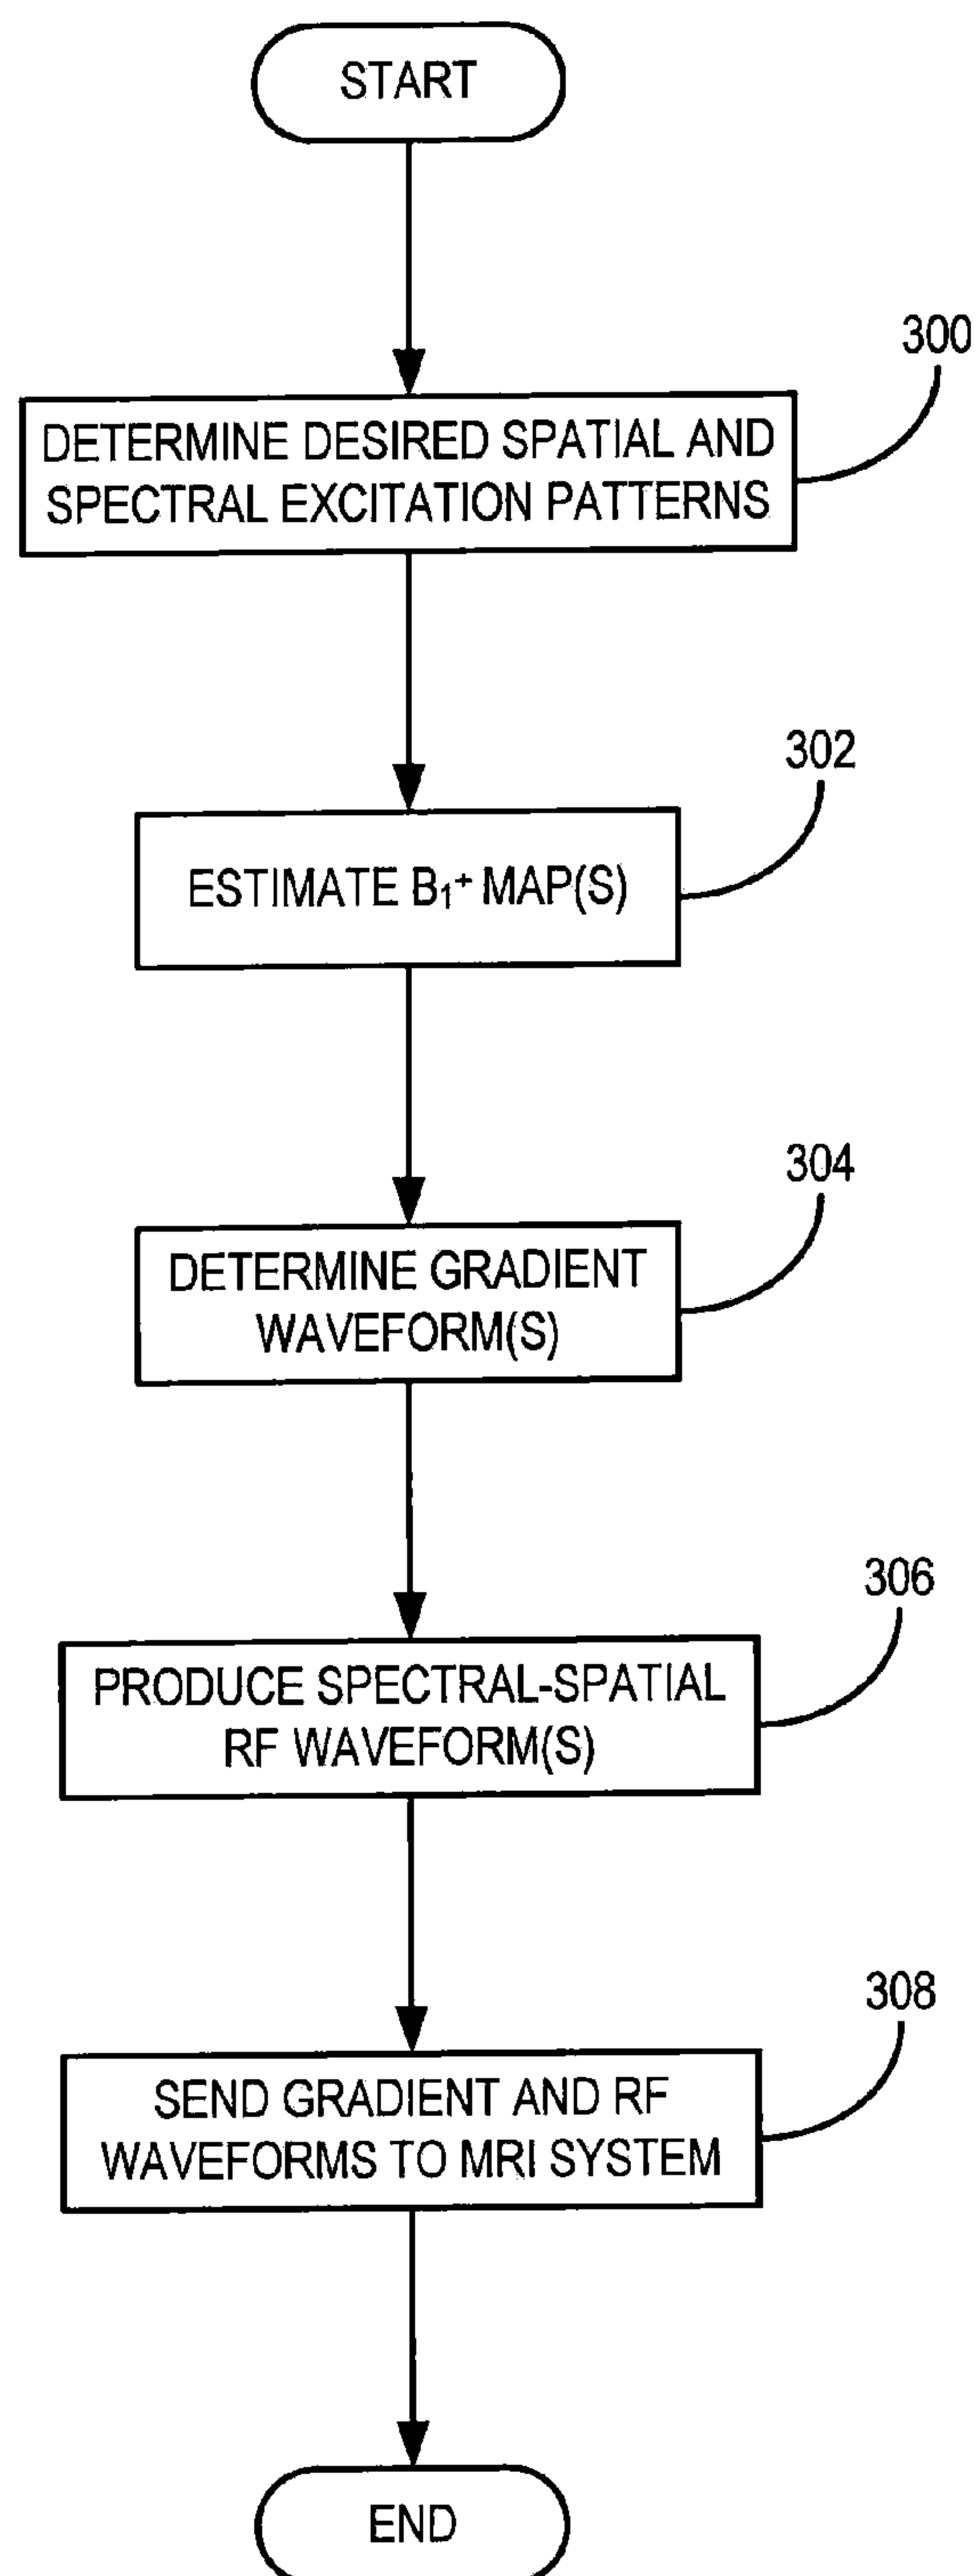 START
300
DETERMINE DESIRED SPATIAL AND
SPECTRAL EXCITATION PATTERNS
302
ESTIMATE B₁⁺ MAP(S)
304
DETERMINE GRADIENT
WAVEFORM(S)
306
PRODUCE SPECTRAL-SPATIAL
RF WAVEFORM(S)
308
SEND GRADIENT AND RF
WAVEFORMS TO MRI SYSTEM
END